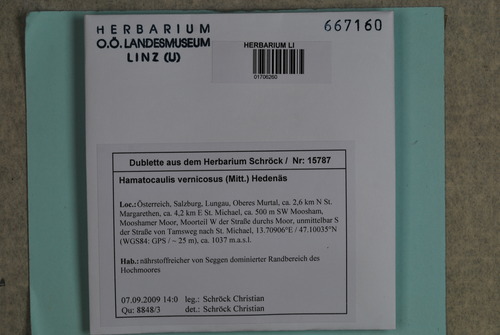 HERBARIUM
O.Ö. LANDESMUSEUM
LINZ (U)
667160
HERBARIUM LI
01706260
Dublette aus dem Herbarium Schröck / Nr: 15787
Hamatocaulis vernicosus (Mitt.) Hedenäs
Loc.: Österreich, Salzburg, Lungau, Oberes Murtal, ca. 2,6 km N St.
Margarethen, ca. 4,2 km E St. Michael, ca. 500 m SW Moosham,
Mooshamer Moor, Moorteil W der Straße durchs Moor, unmittelbar S
der Straße von Tamsweg nach St. Michael, 13.70906°E / 47.10035°N
(WGS84: GPS / ~ 25 m), ca. 1037 m.a.s.l.
Hab.: nährstoffreicher von Seggen dominierter Randbereich des
Hochmoores
07.09.2009 14:0 leg.: Schröck Christian
Qu: 8848/3 det.: Schröck Christian